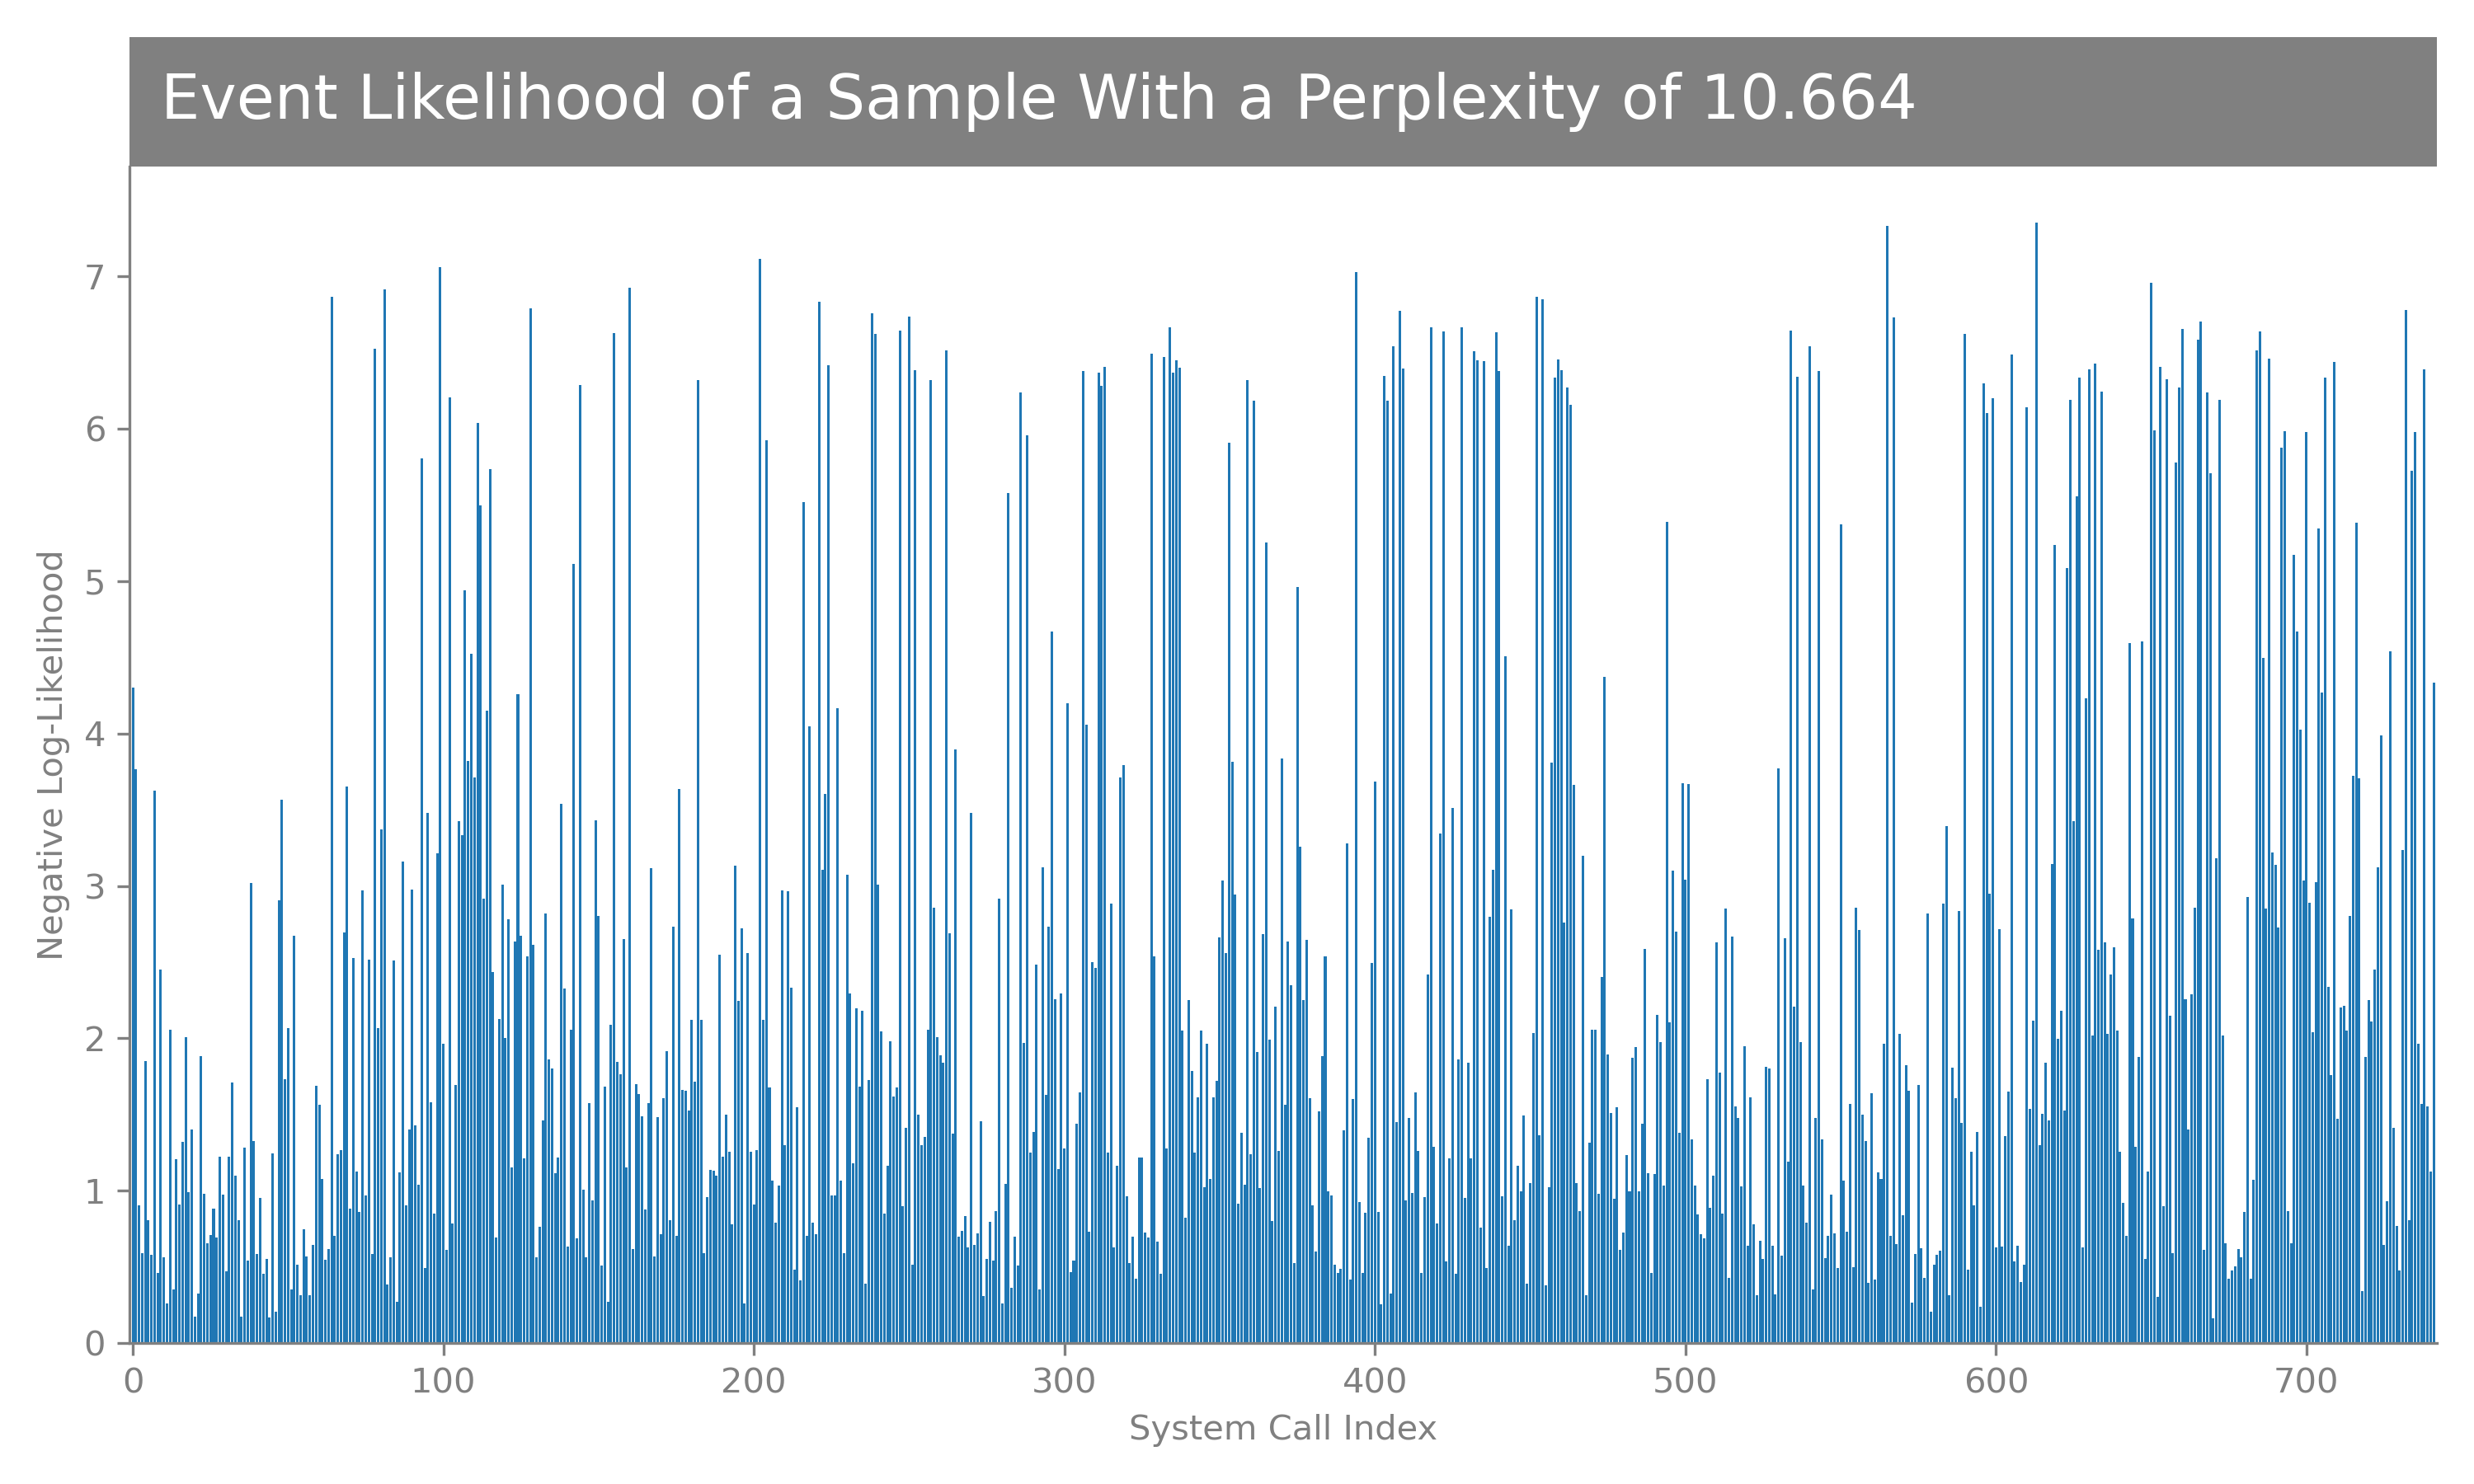 Event Likelihood of a Sample With a Perplexity of 10.664
Negative Log-Likelihood
7
6
5
4
3
2
1
0
0 100 200 300 400 500 600 700
System Call Index